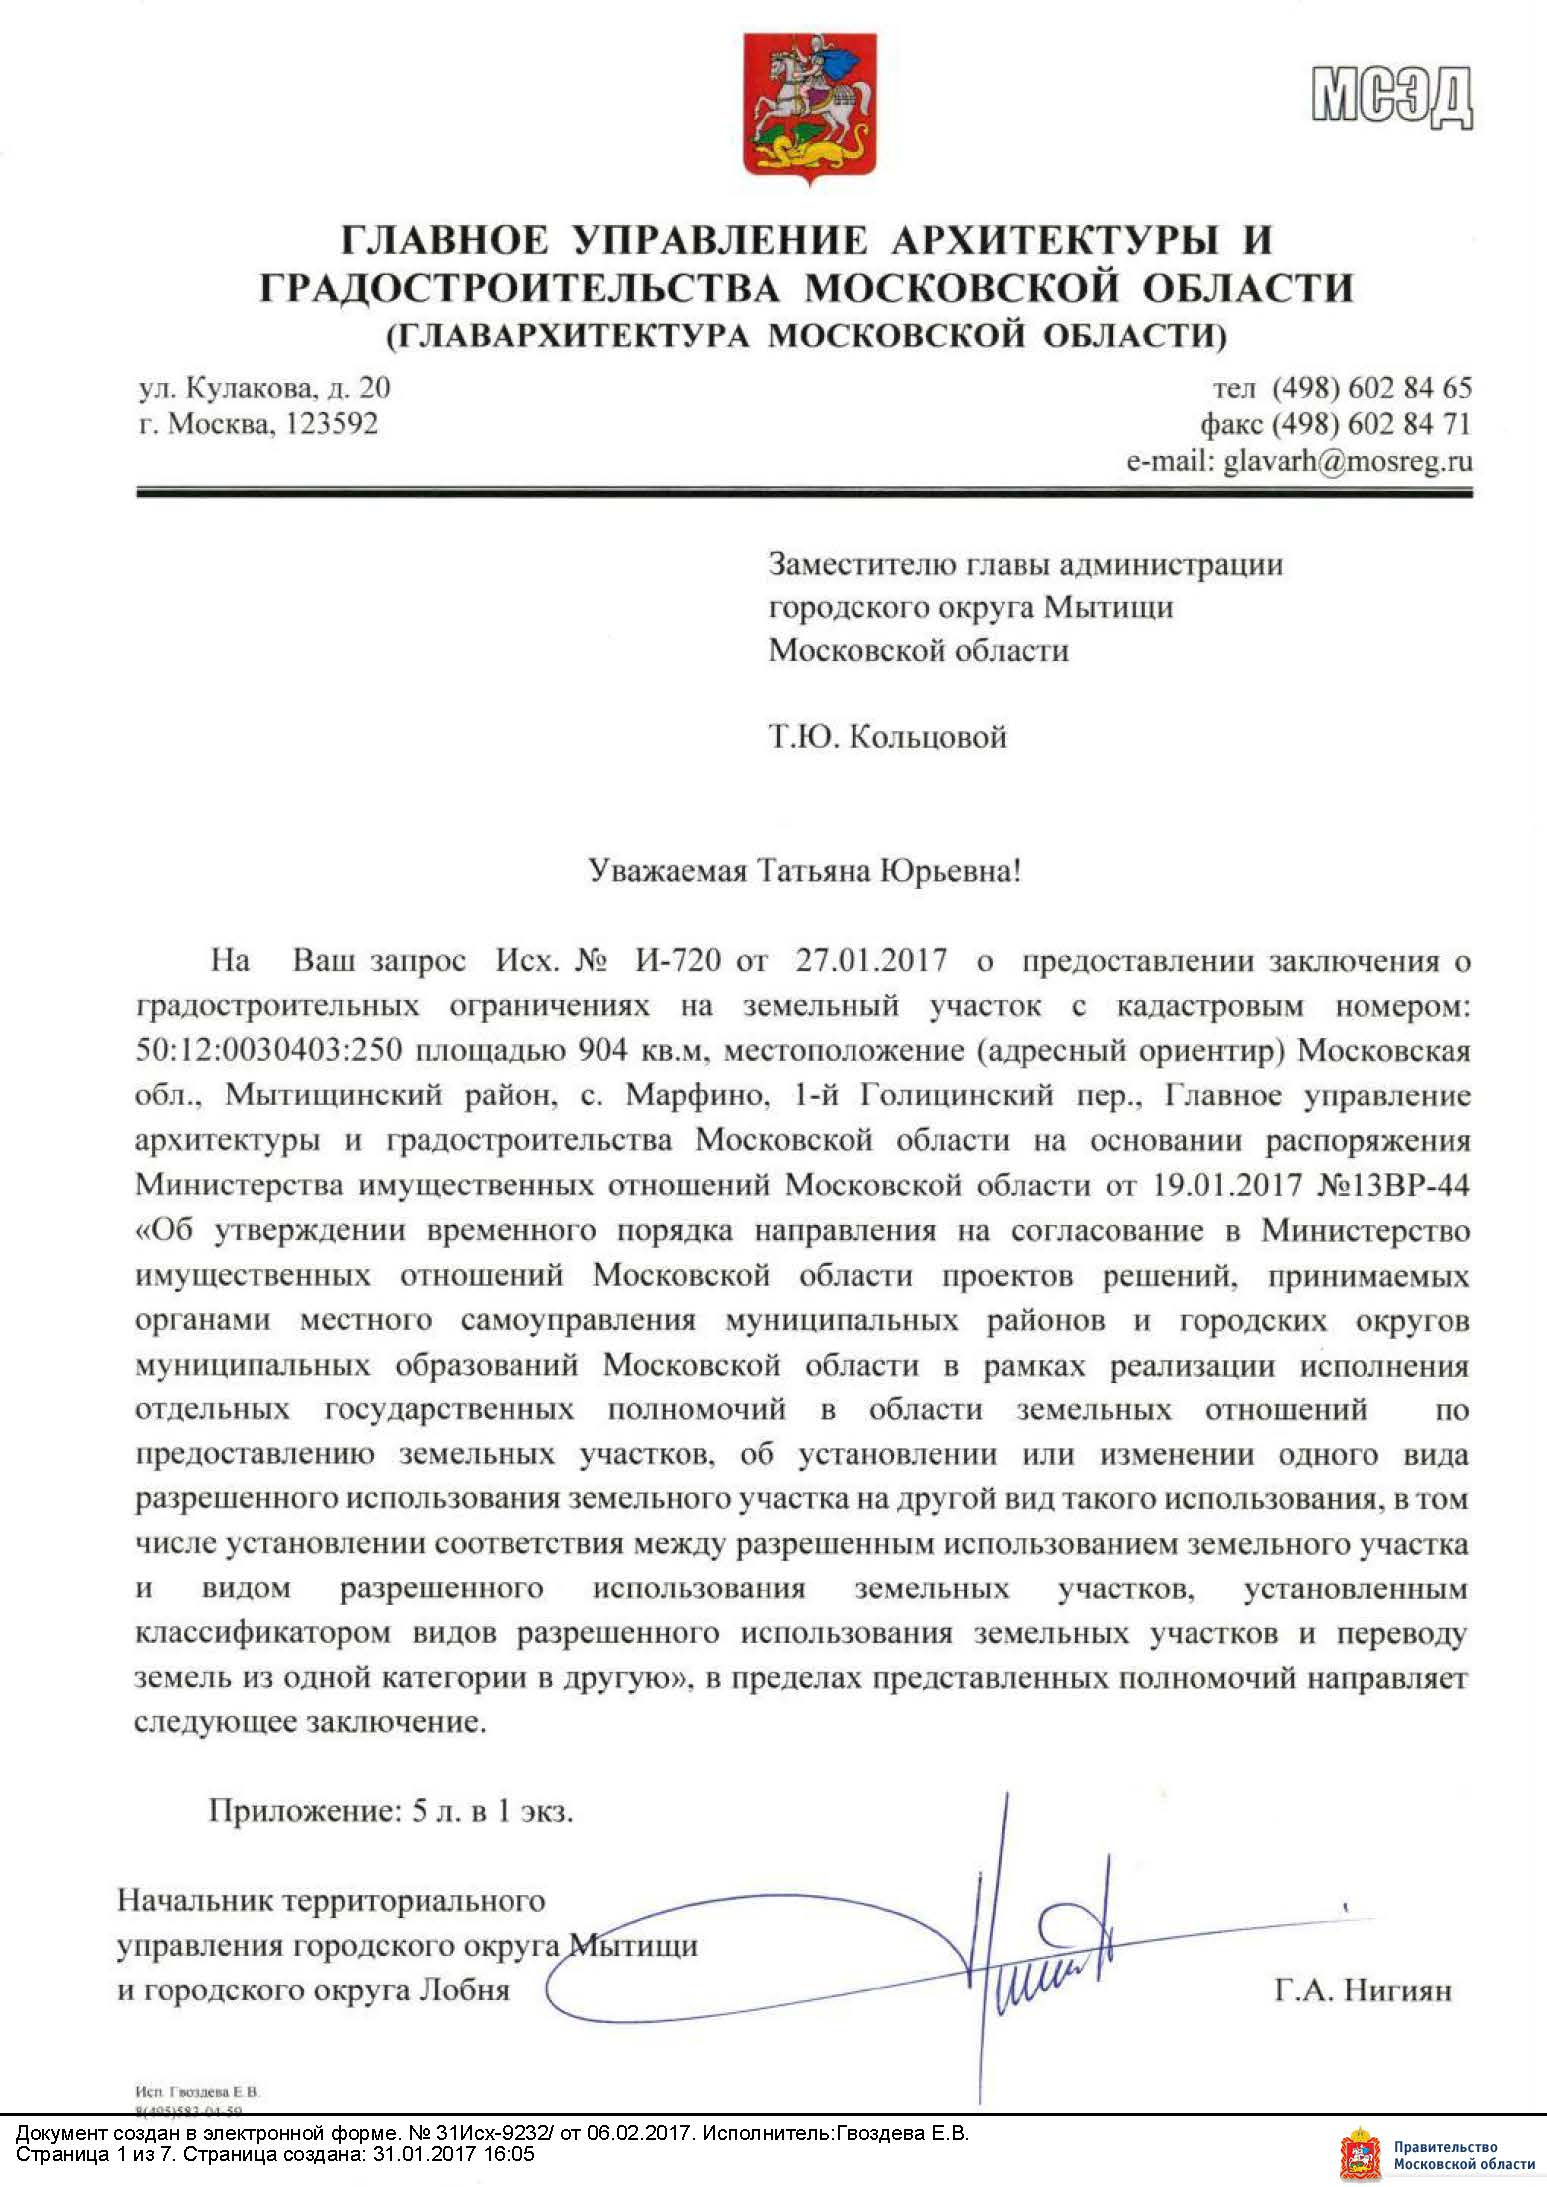 МСЭД
ГЛАВНОЕ УПРАВЛЕНИЕ АРХИТЕКТУРЫ И
ГРАДОСТРОИТЕЛЬСТВА МОСКОВСКОЙ ОБЛАСТИ
(ГЛАВАРХИТЕКТУРА МОСКОВСКОЙ ОБЛАСТИ)
ул. Кулакова, д. 20
г. Москва, 123592
тел (498) 602 84 65
факс (498) 602 84 71
e-mail: glavarh@mosreg.ru
Заместителю главы администрации
городского округа Мытищи
Московской области
Т.Ю. Кольцовой
Уважаемая Татьяна Юрьевна!
На Ваш запрос Исх. № И-720 от 27.01.2017 о предоставлении заключения о
градостроительных ограничениях на земельный участок с кадастровым номером:
50:12:0030403:250 площадью 904 кв.м, местоположение (адресный ориентир) Московская
обл., Мытищинский район, с. Марфино, 1-й Голицинский пер., Главное управление
архитектуры и градостроительства Московской области на основании распоряжения
Министерства имущественных отношений Московской области от 19.01.2017 №13ВР-44
«Об утверждении временного порядка направления на согласование в Министерство
имущественных отношений Московской области проектов решений, принимаемых
органами местного самоуправления муниципальных районов и городских округов
муниципальных образований Московской области в рамках реализации исполнения
отдельных государственных полномочий в области земельных отношений по
предоставлению земельных участков, об установлении или изменении одного вида
разрешенного использования земельного участка на другой вид такого использования, в том
числе установлении соответствия между разрешенным использованием земельного участка
и видом разрешенного использования земельных участков, установленным
классификатором видов разрешенного использования земельных участков и переводу
земель из одной категории в другую», в пределах представленных полномочий направляет
следующее заключение.
Приложение: 5 л. в 1 экз.
Начальник территориального
управления городского округа Мытищи
и городского округа Лобня
Г.А. Нигиян
Исп. Гвоздева Е.В.
8(495)583-04-59
Документ создан в электронной форме. № 31Исх-9232/ от 06.02.2017. Исполнитель:Гвоздева Е.В.
Страница 1 из 7. Страница создана: 31.01.2017 16:05
Правительство
Московской области